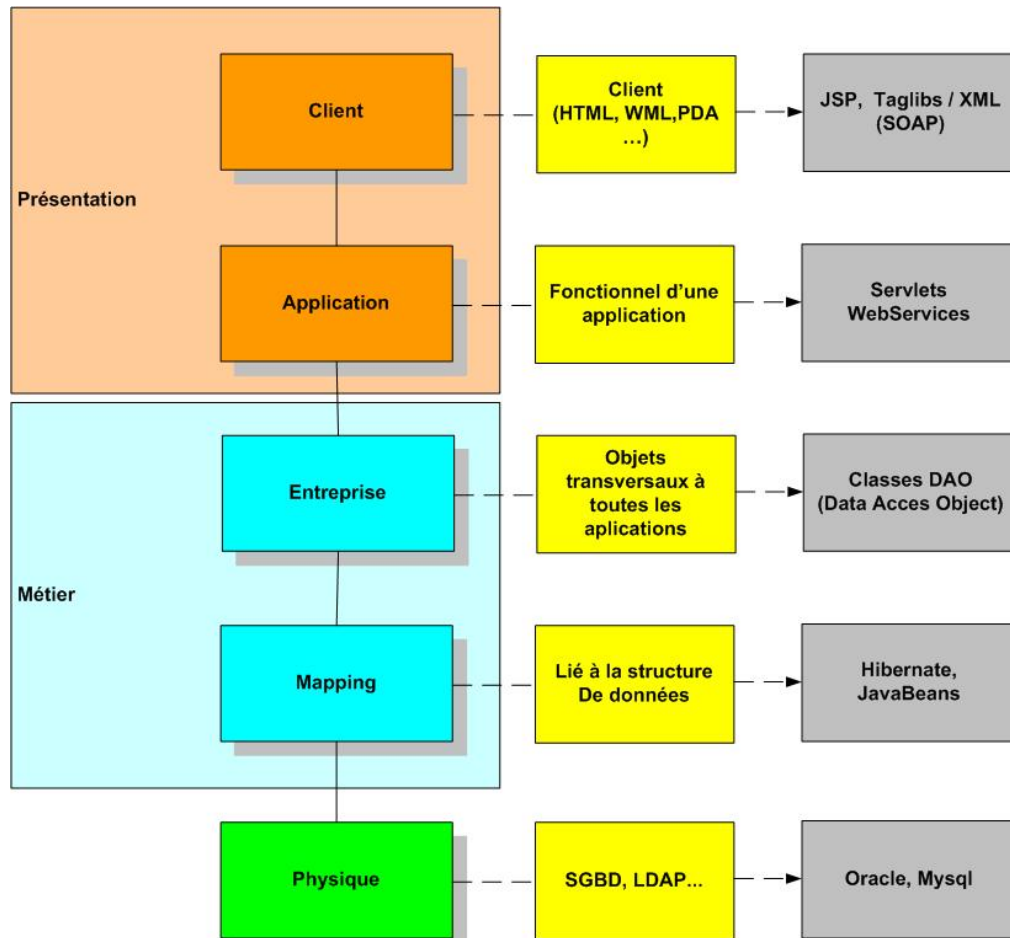 Présentation
Client
Client
(HTML, WML,PDA
...)
JSP, Taglibs / XML
(SOAP)
Application
Fonctionnel d'une
application
Servlets
WebServices
Métier
Entreprise
Objets
transversaux à
toutes les
aplications
Classes DAO
(Data Acces Object)
Mapping
Lié à la structure
De données
Hibernate,
JavaBeans
Physique
SGBD, LDAP...
Oracle, Mysql